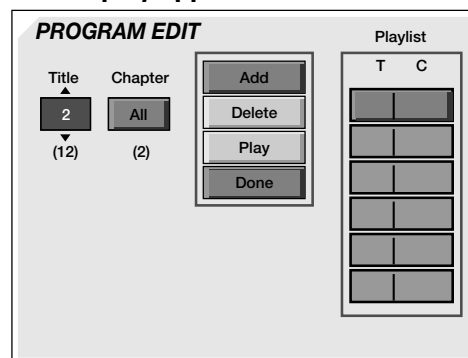 PROGRAM EDIT
Playlist
T C
Title Chapter
2 All
(12) (2)
Add
Delete
Play
Done